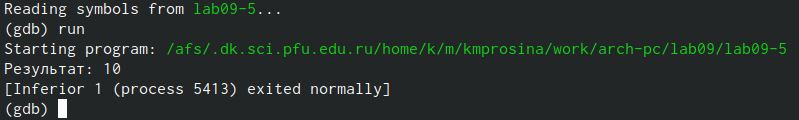 Reading symbols from lab09-5...
(gdb) run
Starting program: /afs/.dk.sci.pfu.edu.ru/home/k/m/kmprosina/work/arch-pc/lab09/lab09-5
Результат: 10
[Inferior 1 (process 5413) exited normally]
(gdb)